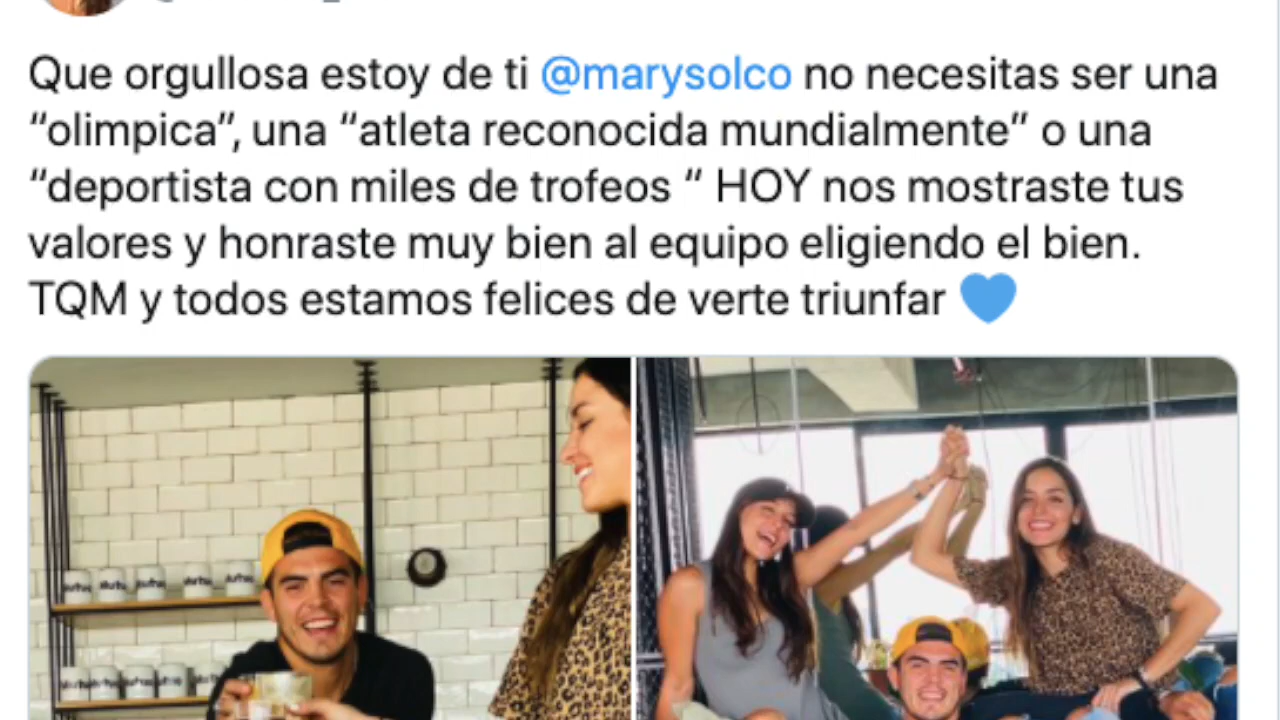 Que orgullosa estoy de ti @marysolco no necesitas ser una
“olimpica”, una “atleta reconocida mundialmente” o una
“deportista con miles de trofeos “ HOY nos mostraste tus
valores y honraste muy bien al equipo eligiendo el bien.
TQM y todos estamos felices de verte triunfar